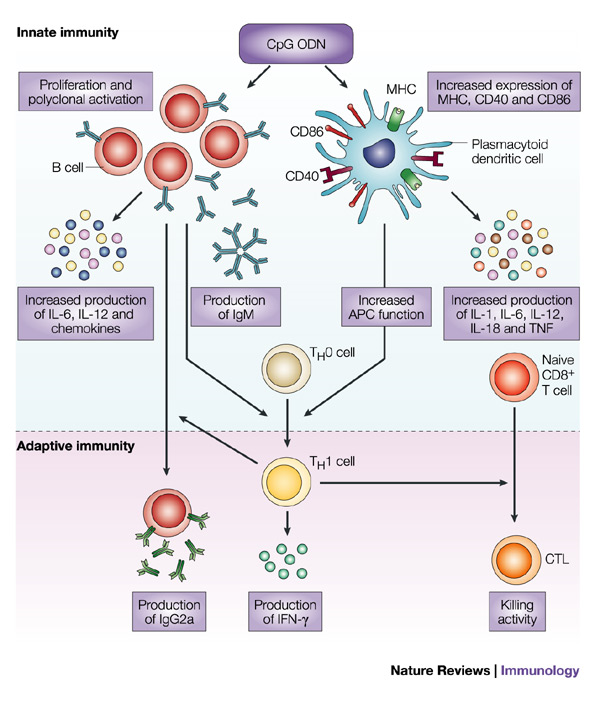 Innate immunity
CpG ODN
Proliferation and
polyclonal activation
MHC
Increased expression of
MHC, CD40 and CD86
CD86
Plasmacytoid
dendritic cell
B cell
CD40
Increased production
of IL-6, IL-12 and
chemokines
Production
of IgM
Increased
APC function
Increased production
of IL-1, IL-6, IL-12,
IL-18 and TNF
TH0 cell
Naive
CD8+
T cell
Adaptive immunity
TH1 cell
CTL
Production
of IgG2a
Production
of IFN-γ
Killing
activity
Nature Reviews | Immunology